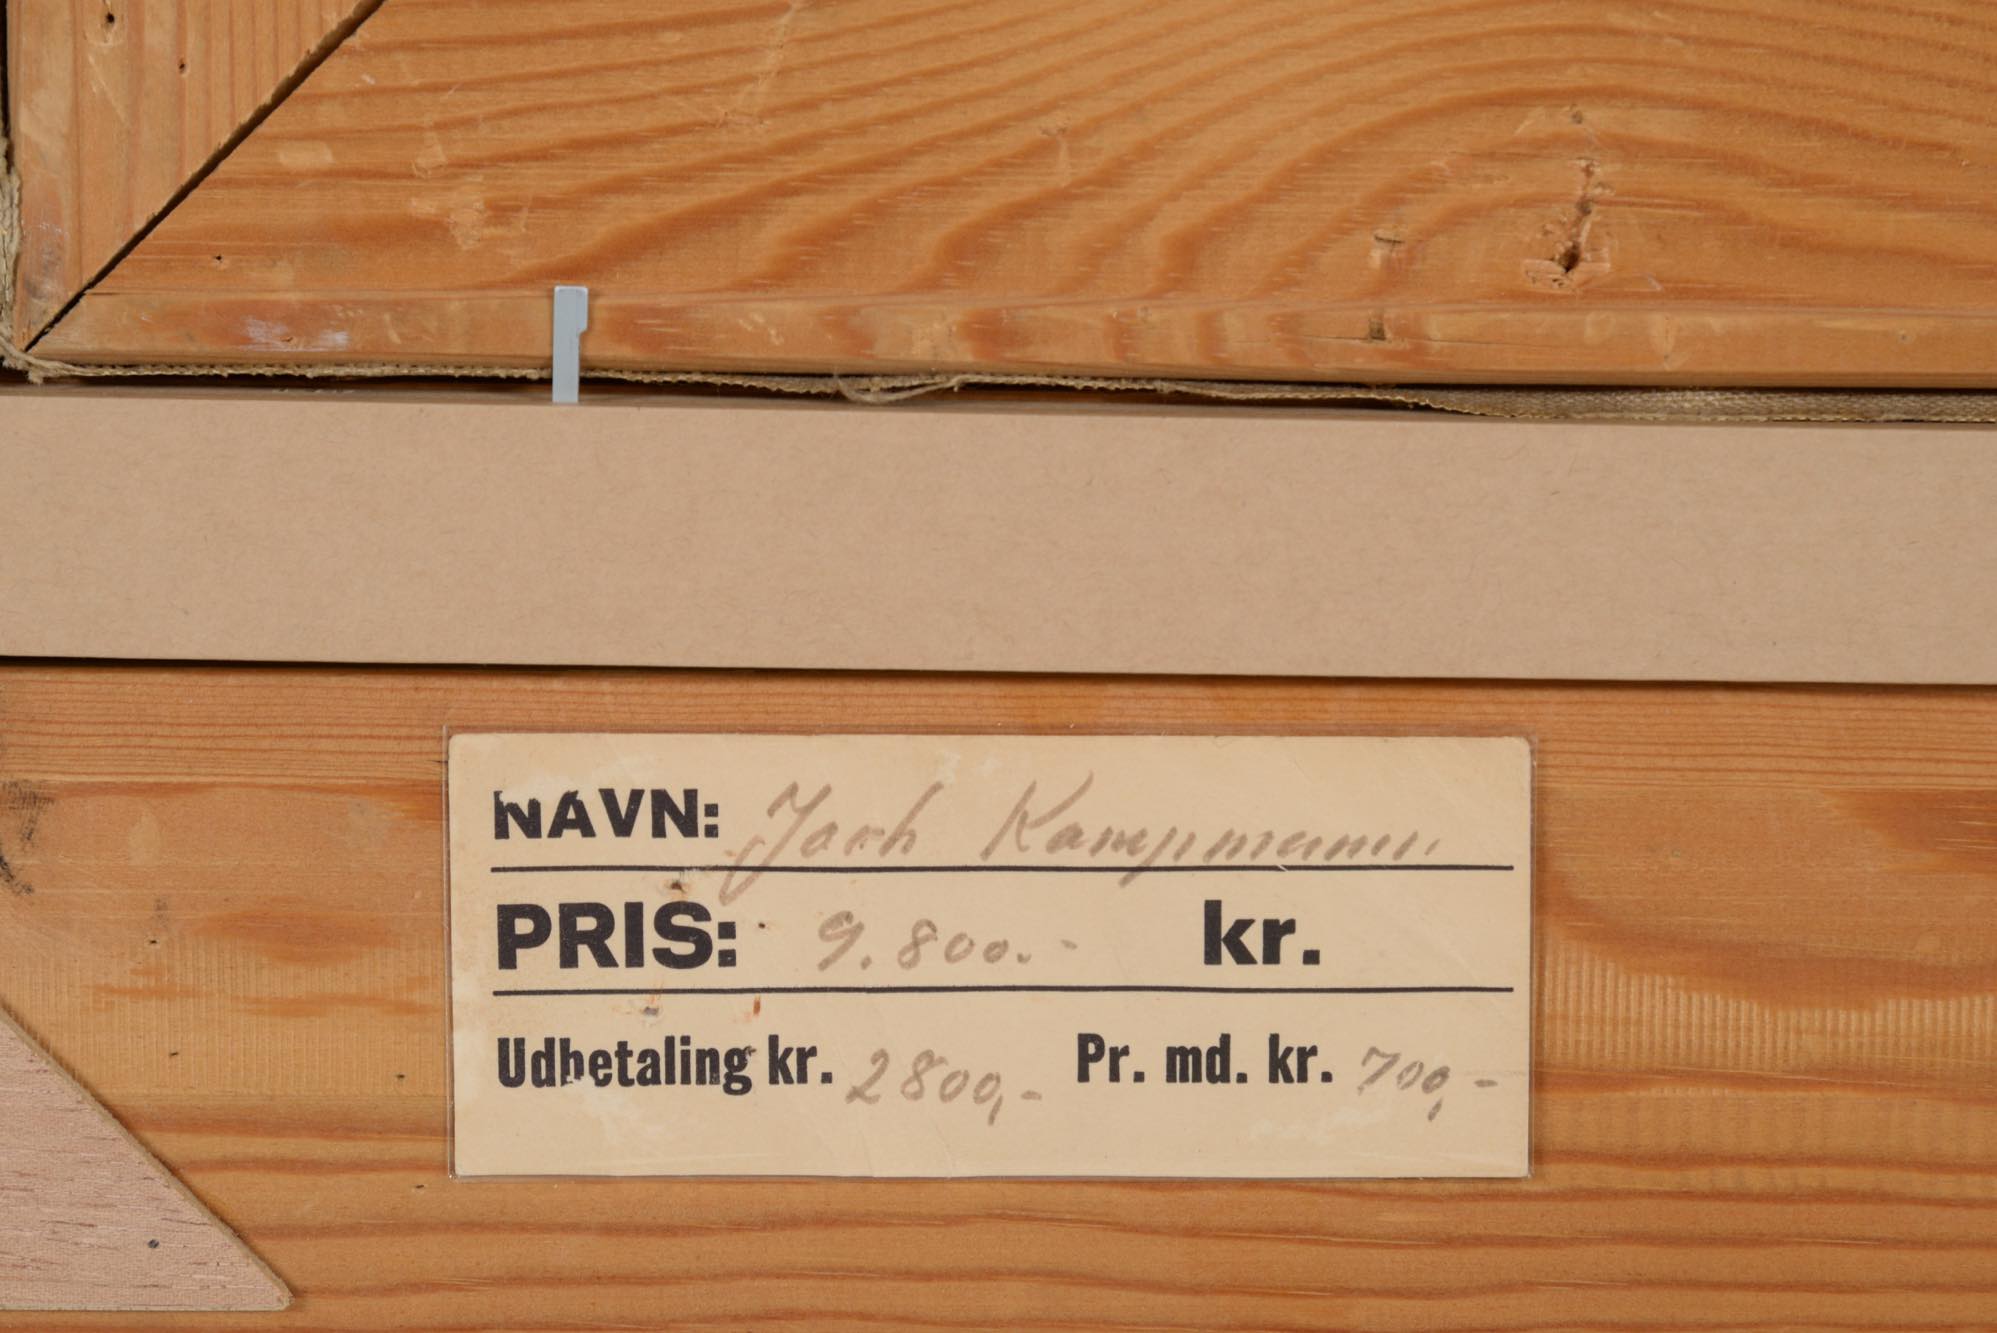 NAVN: Jack Kampmann.
PRIS: 9.800.- kr.
Udbetaling kr. 2800,- Pr. md. kr. 700,-